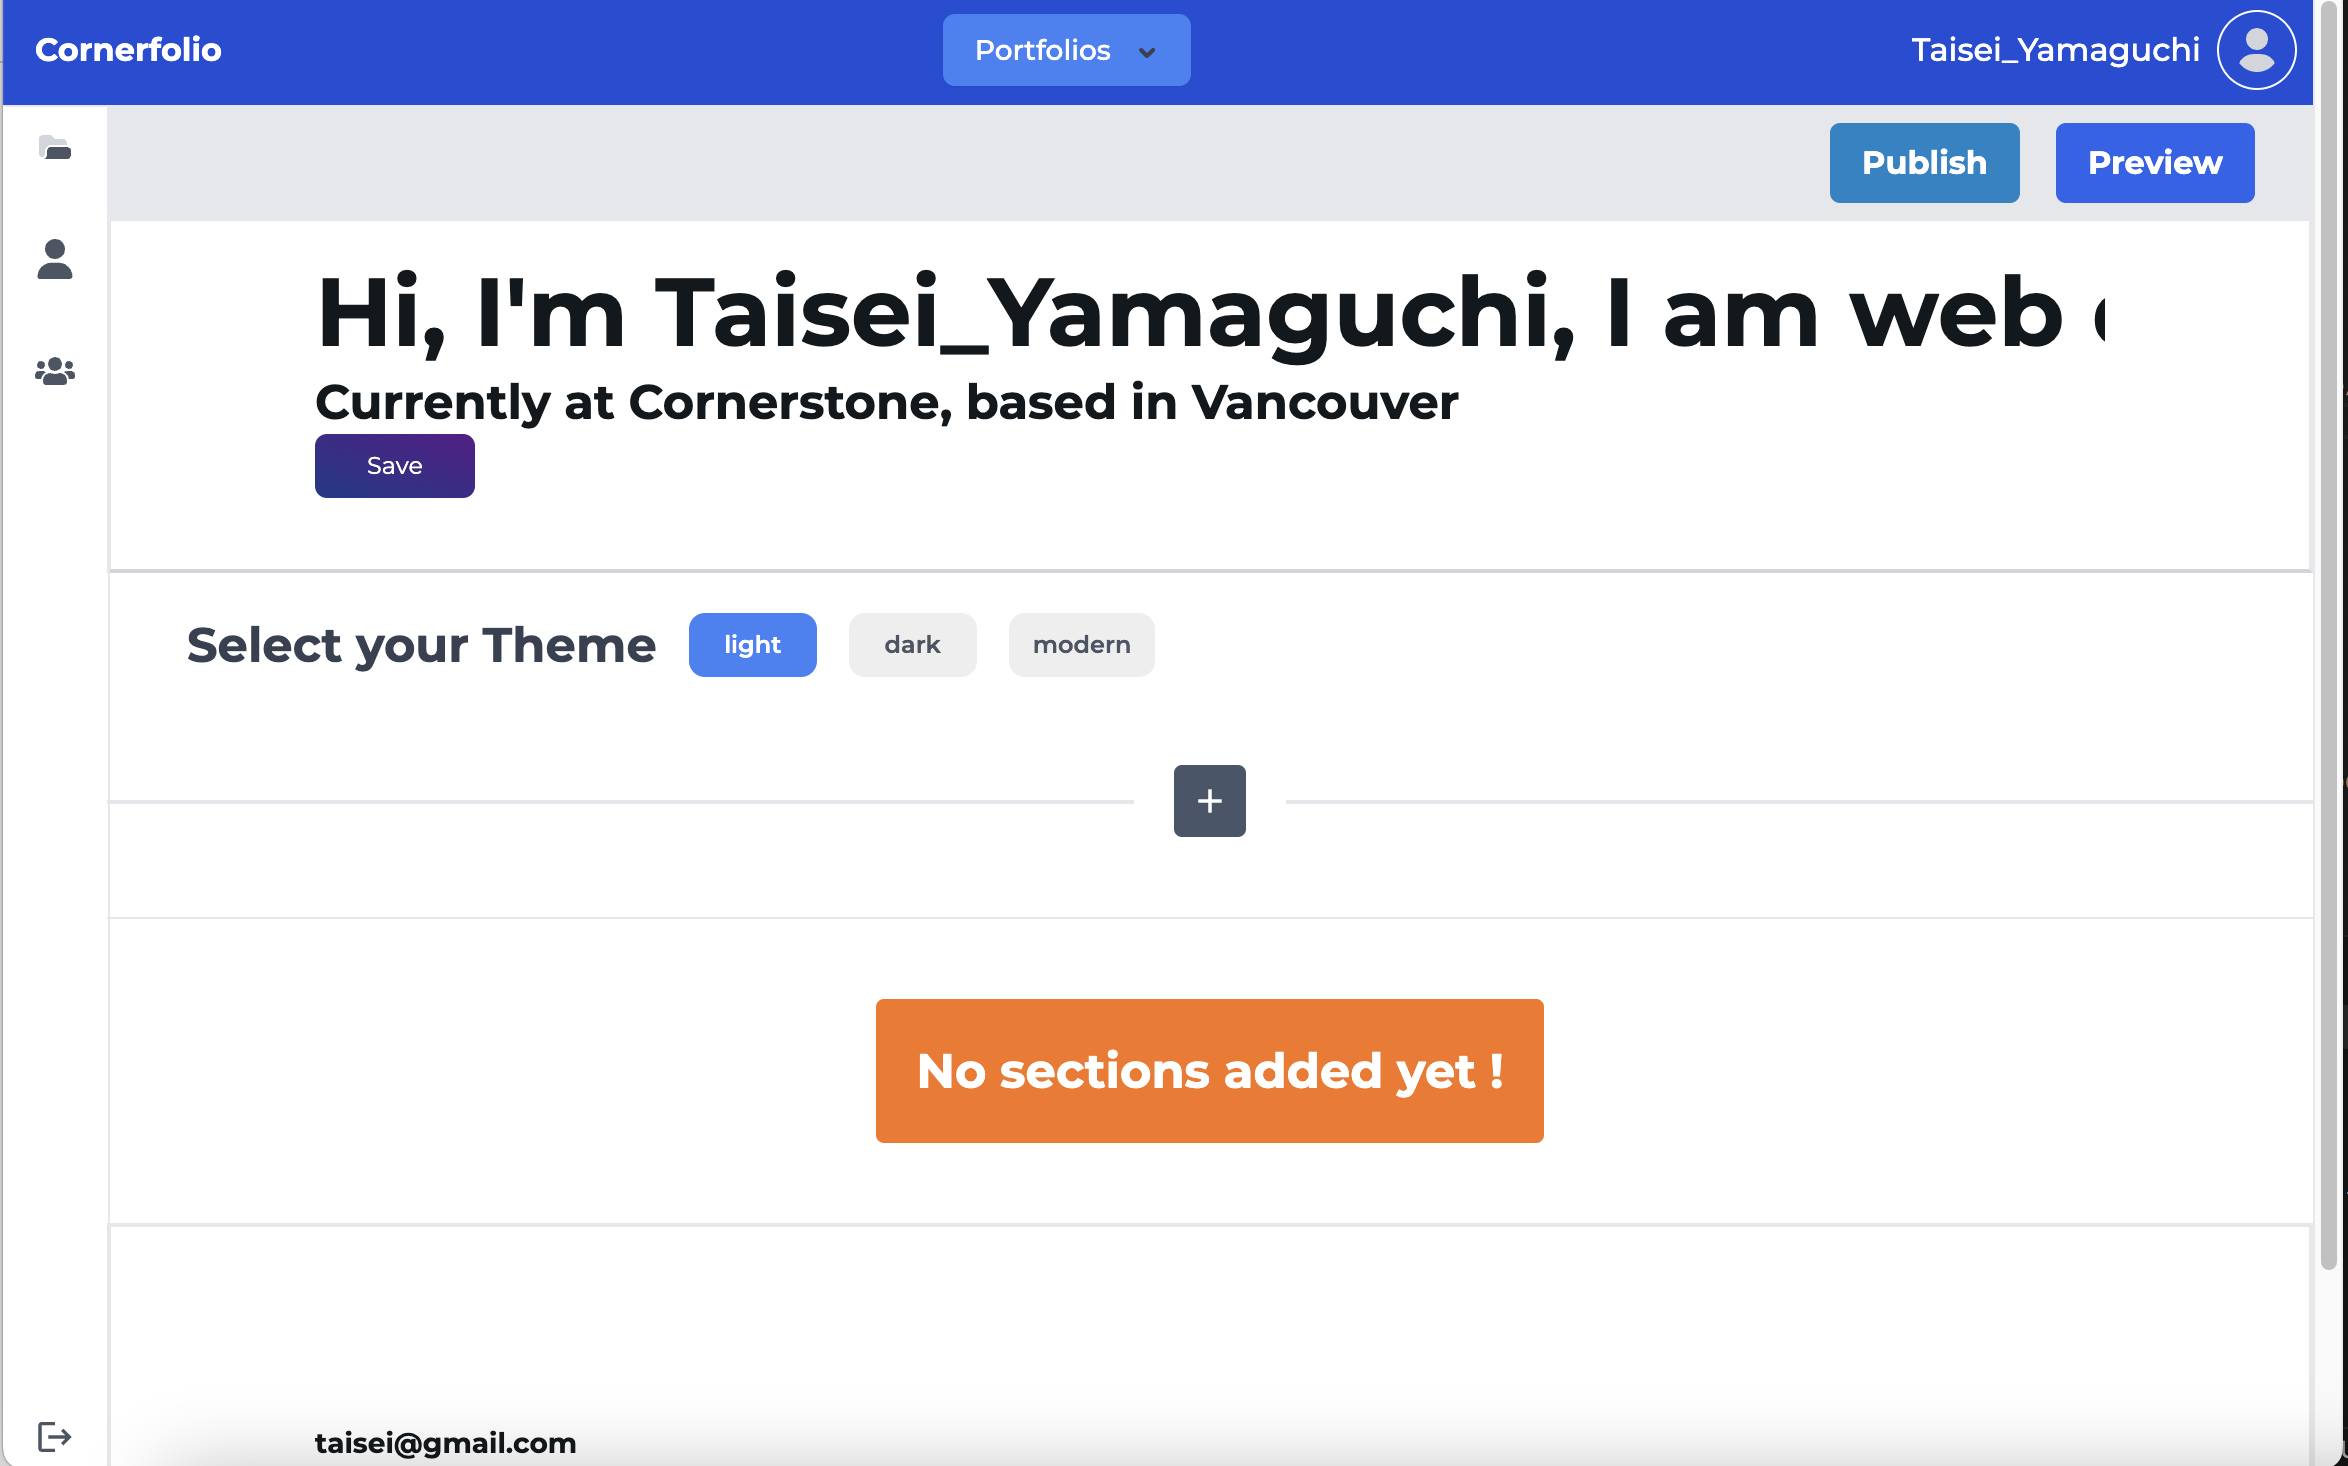 Cornerfolio
Portfolios
Taisei_Yamaguchi
Publish
Preview
Hi, I'm Taisei_Yamaguchi, I am web
Currently at Cornerstone, based in Vancouver
Save
Select your Theme
light
dark
modern
+
No sections added yet !
taisei@gmail.com